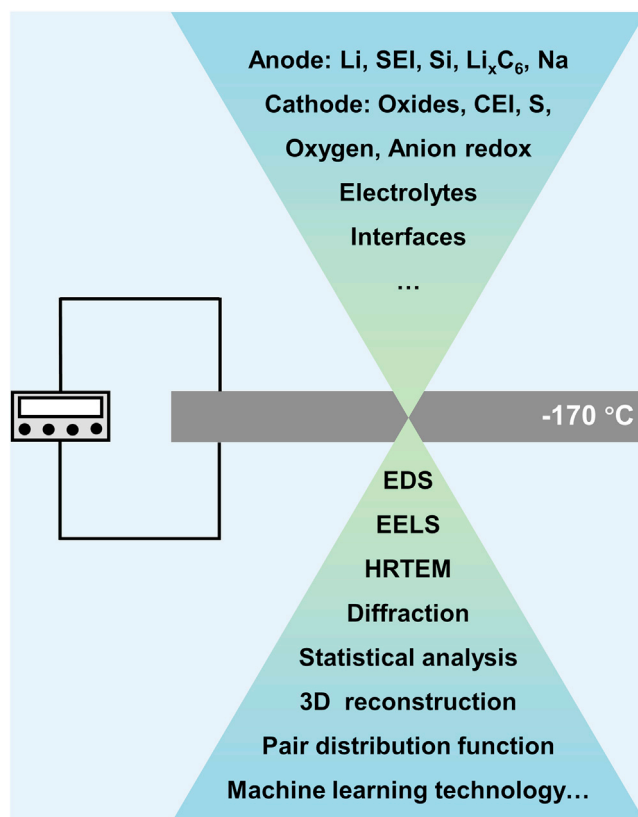 Anode: Li, SEI, Si, LiₓC₆, Na
Cathode: Oxides, CEI, S,
Oxygen, Anion redox
Electrolytes
Interfaces
...
-170 °C
EDS
EELS
HRTEM
Diffraction
Statistical analysis
3D reconstruction
Pair distribution function
Machine learning technology...